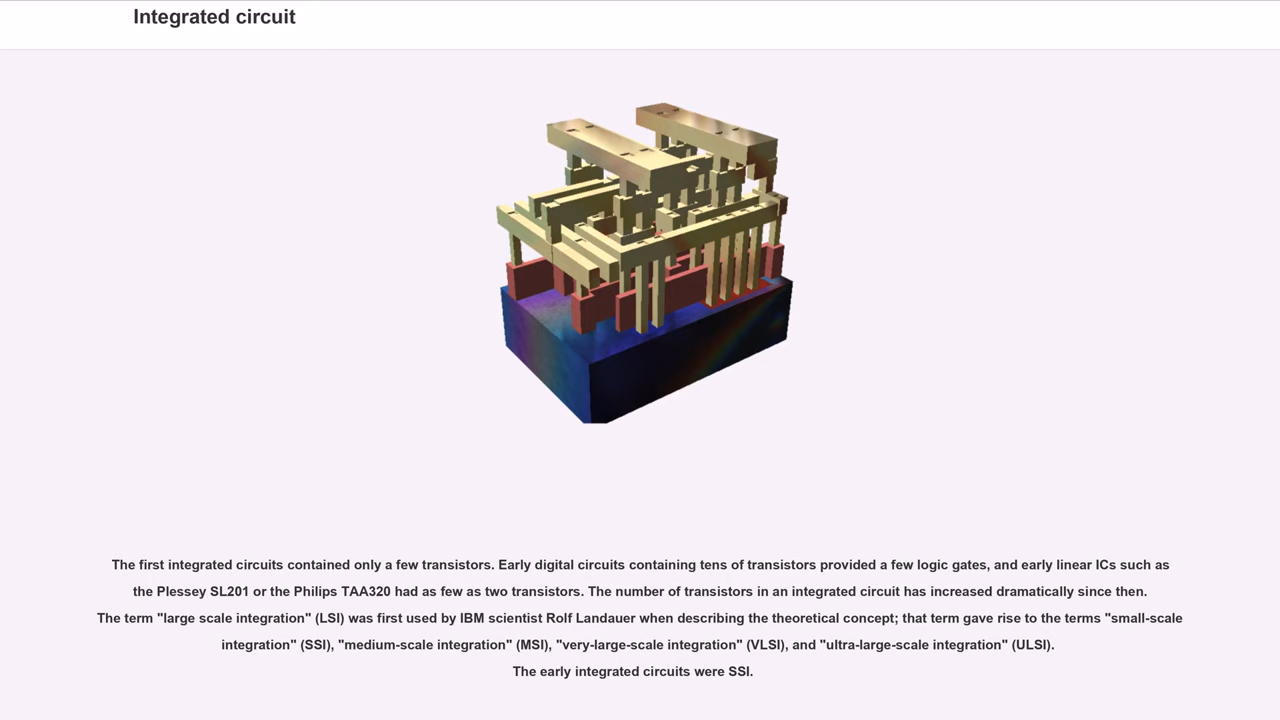 Integrated circuit
The first integrated circuits contained only a few transistors. Early digital circuits containing tens of transistors provided a few logic gates, and early linear ICs such as
the Plessey SL201 or the Philips TAA320 had as few as two transistors. The number of transistors in an integrated circuit has increased dramatically since then.
The term "large scale integration" (LSI) was first used by IBM scientist Rolf Landauer when describing the theoretical concept; that term gave rise to the terms "small-scale
integration" (SSI), "medium-scale integration" (MSI), "very-large-scale integration" (VLSI), and "ultra-large-scale integration" (ULSI).
The early integrated circuits were SSI.